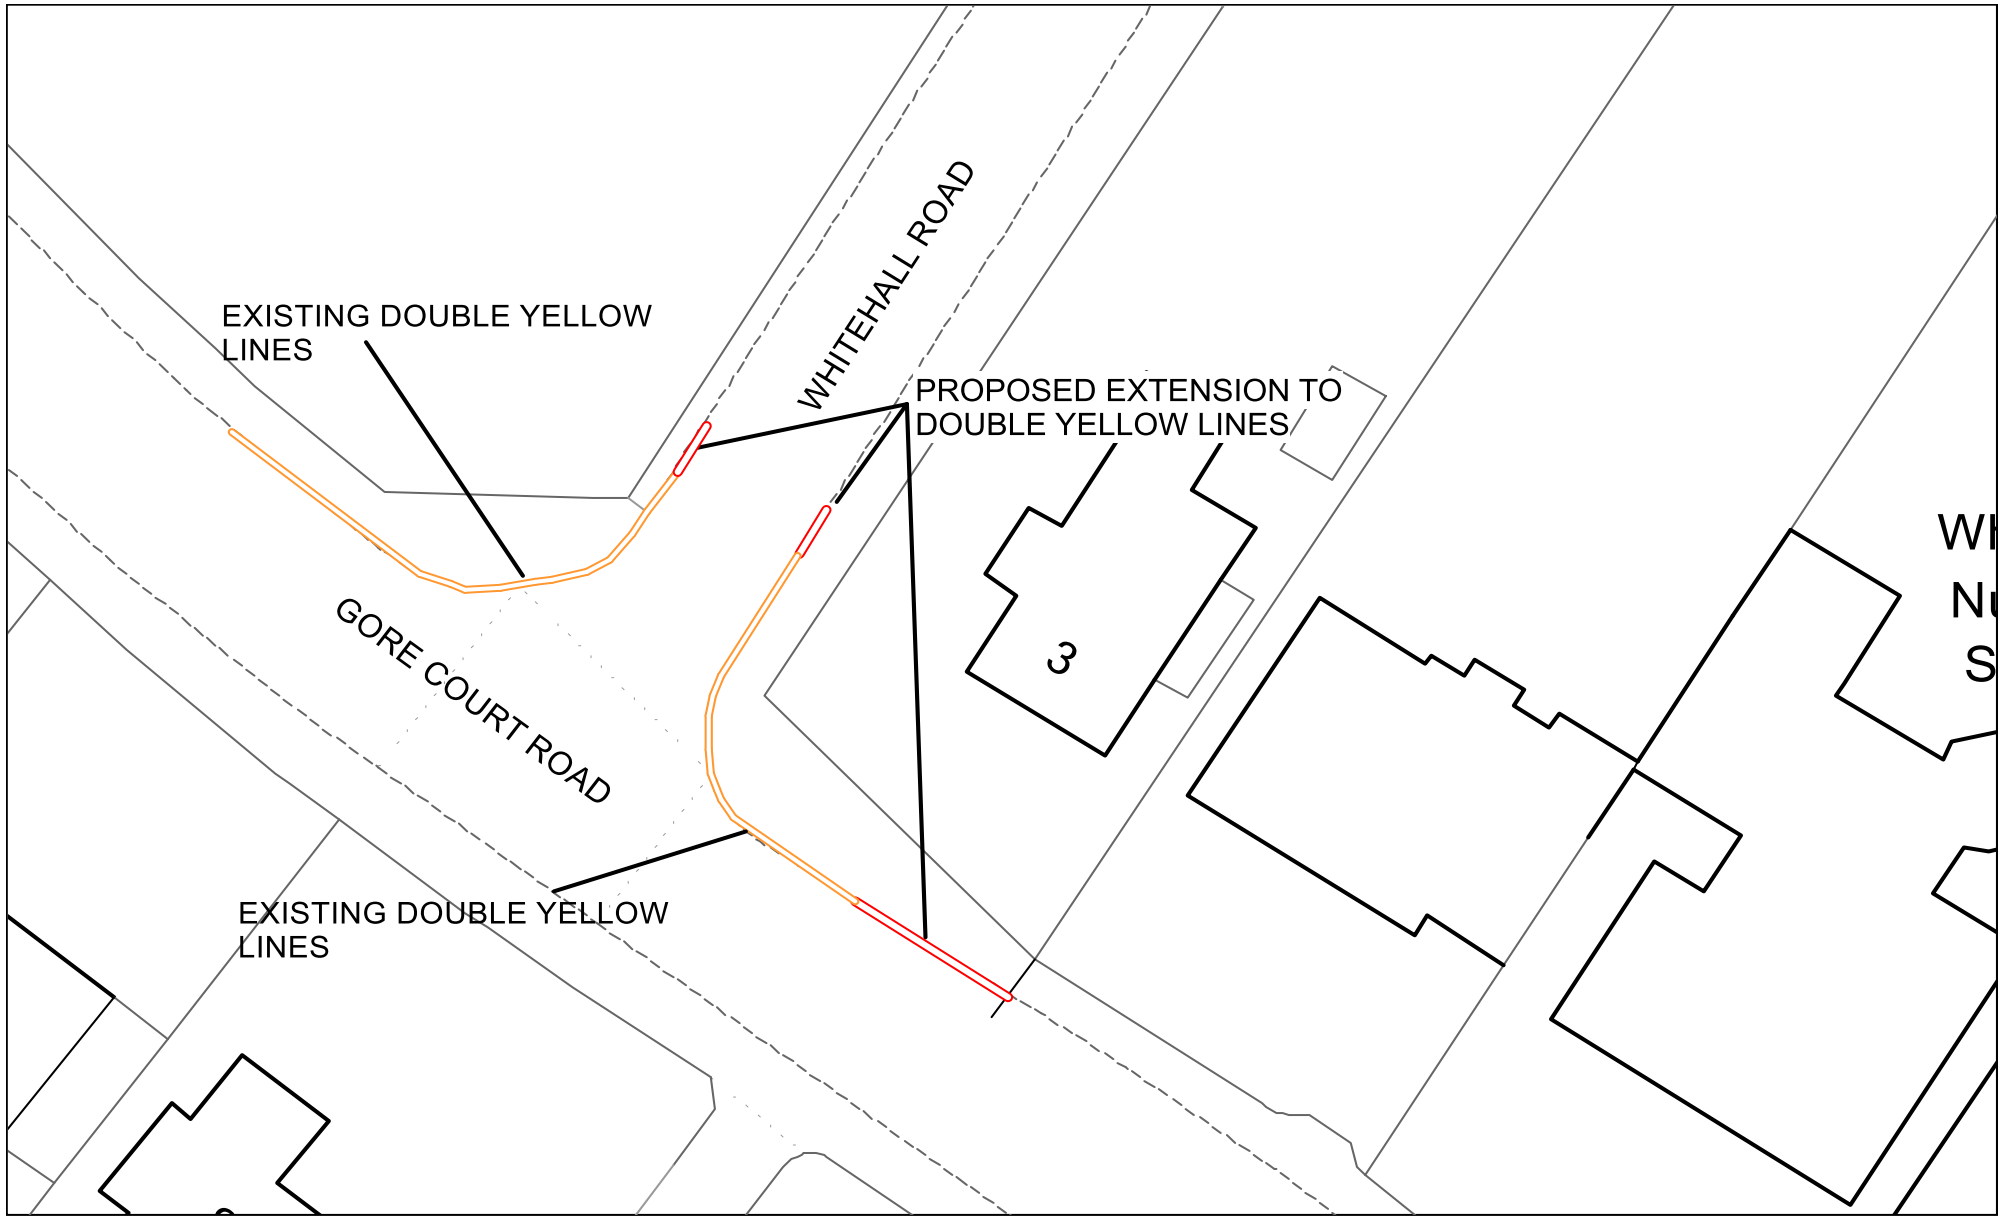 WHITEHALL ROAD
EXISTING DOUBLE YELLOW
LINES
PROPOSED EXTENSION TO
DOUBLE YELLOW LINES
GORE COURT ROAD
3
EXISTING DOUBLE YELLOW
LINES